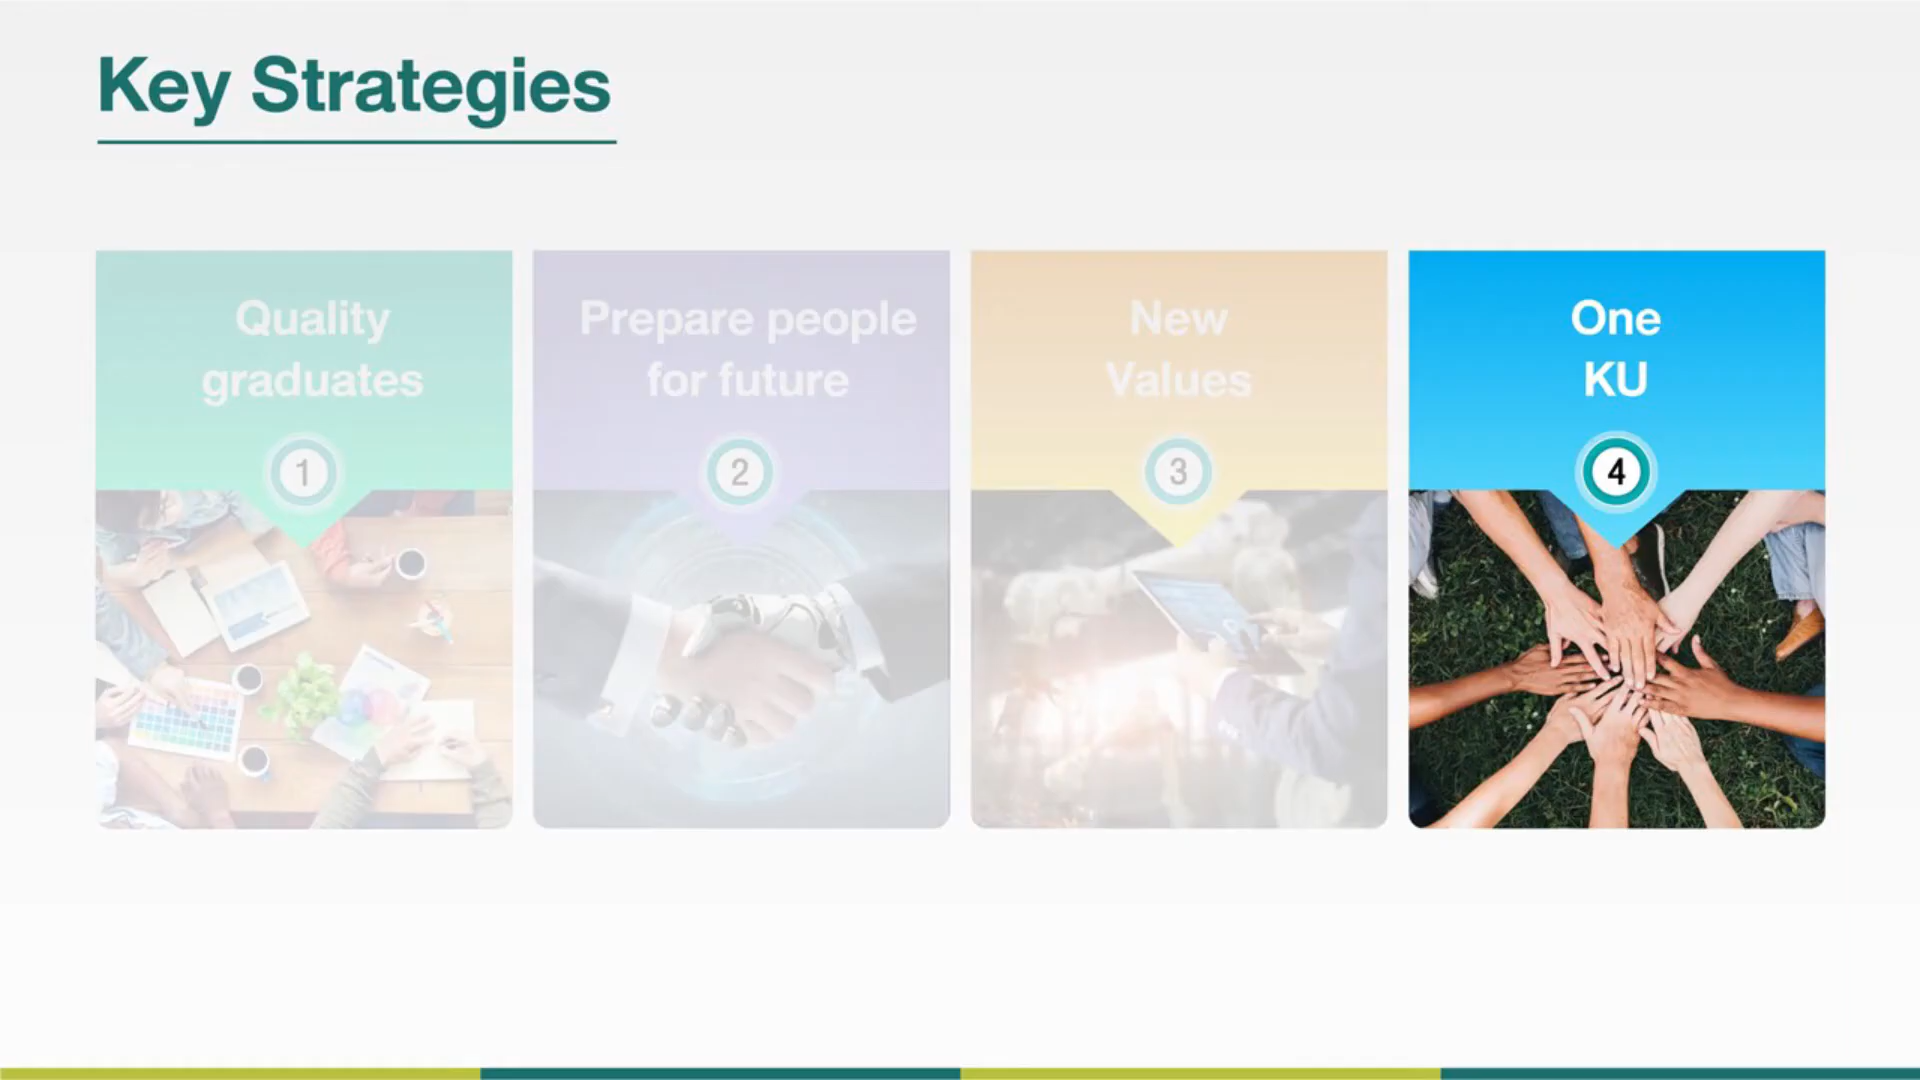 Key Strategies
Quality
graduates
1
Prepare people
for future
2
New
Values
3
One
KU
4